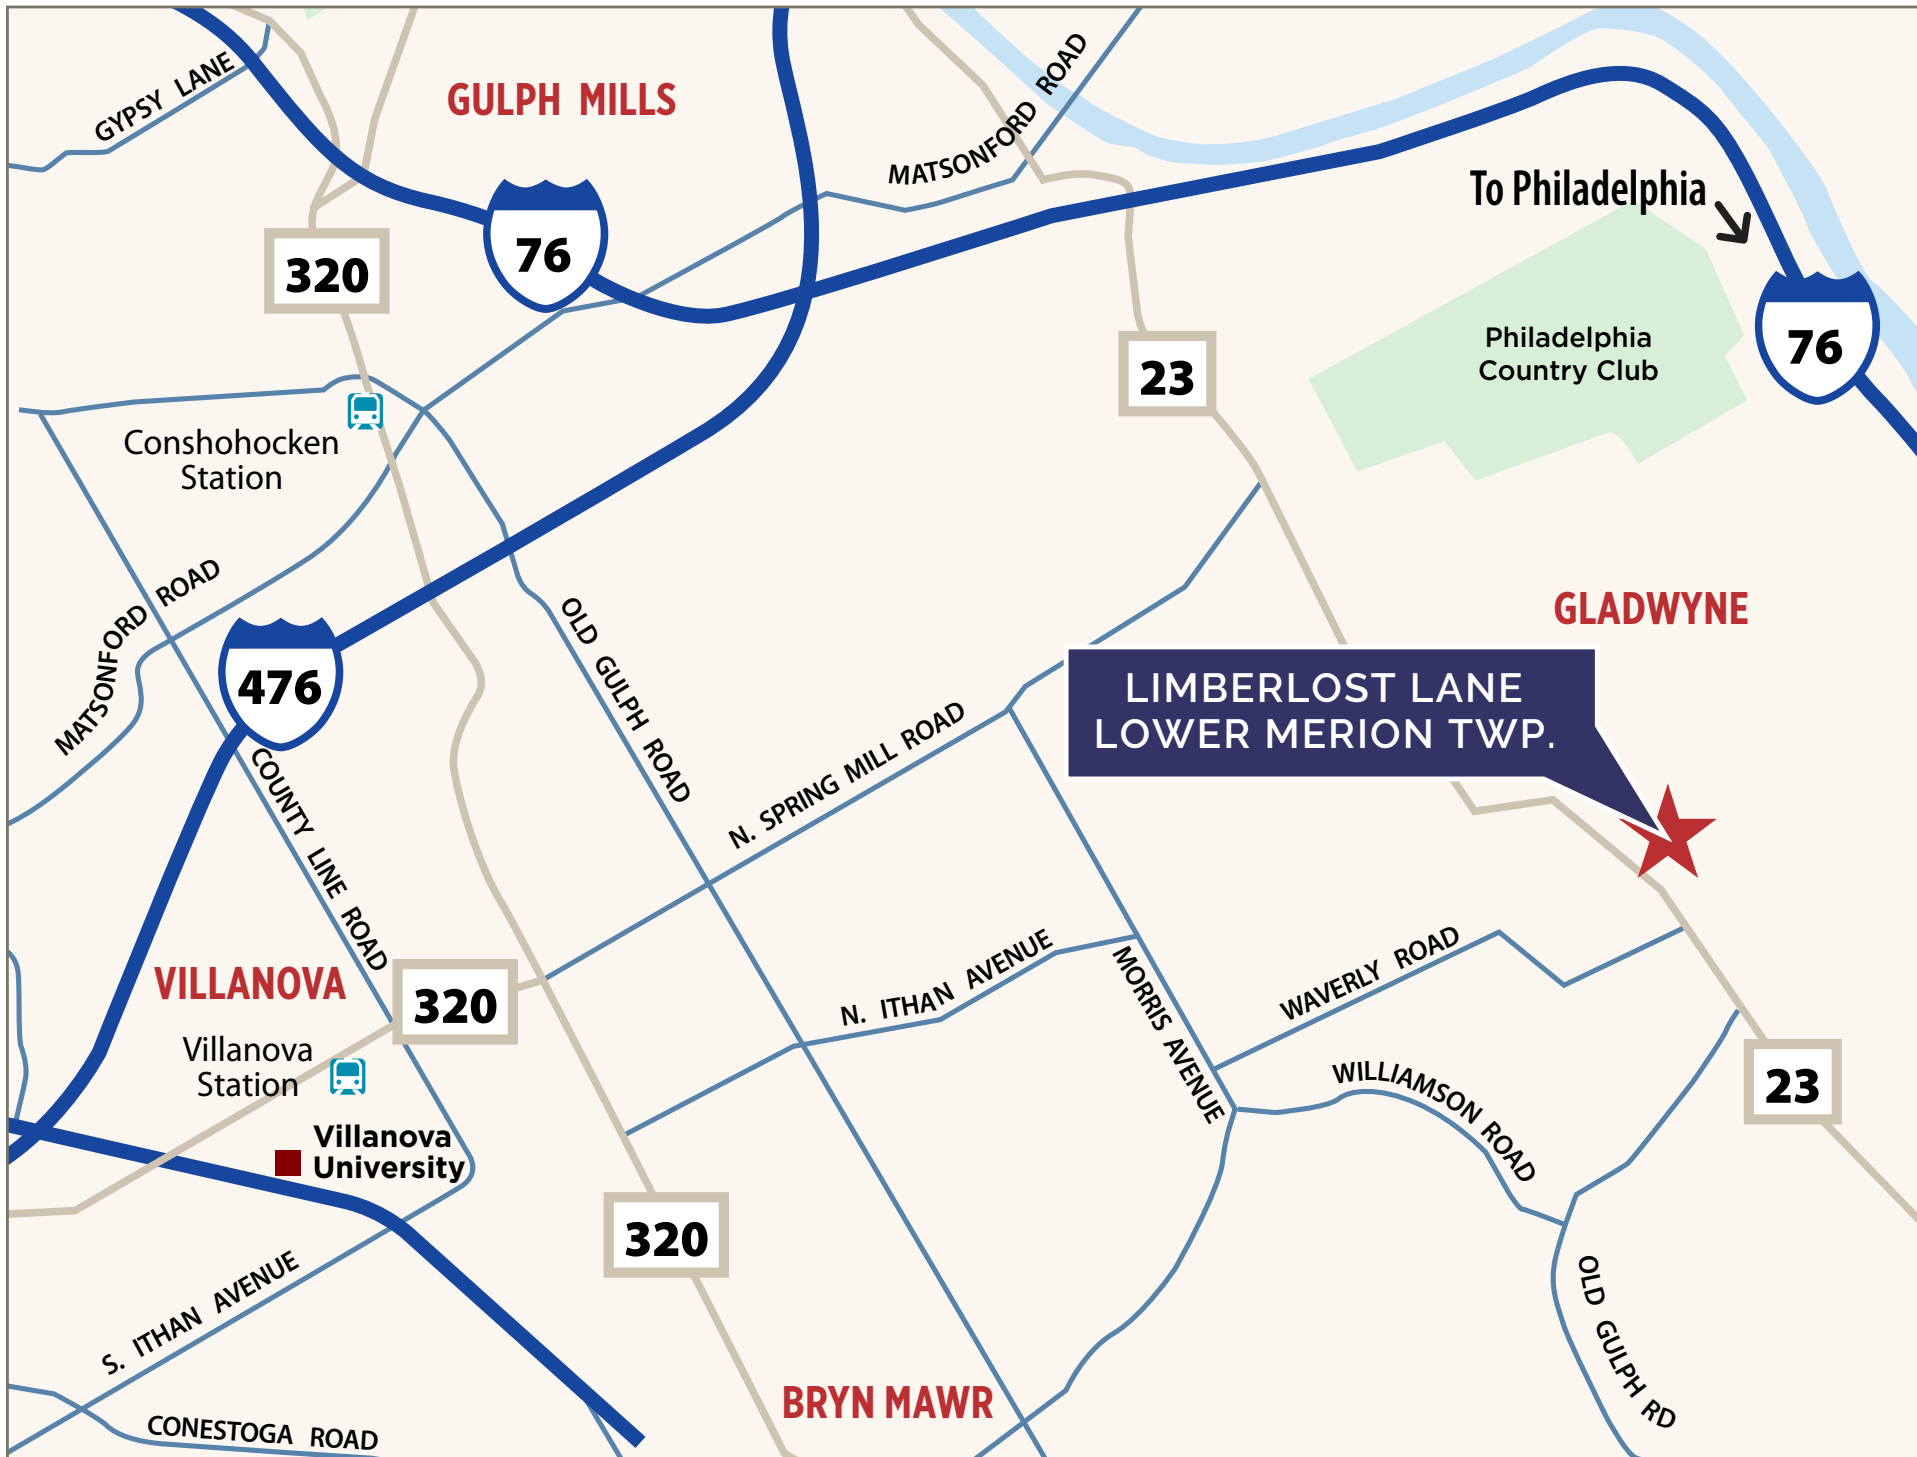 GYPSY LANE
GULPH MILLS
MATSONFORD ROAD
To Philadelphia
320
76
Philadelphia
Country Club
76
23
Conshohocken
Station
MATSONFORD ROAD
476
OLD GULPH ROAD
GLADWYNE
LIMBERLOST LANE
LOWER MERION TWP.
N. SPRING MILL ROAD
COUNTY LINE ROAD
VILLANOVA
320
N. ITHAN AVENUE
MORRIS AVENUE
WAVERLY ROAD
Villanova
Station
WILLIAMSON ROAD
23
Villanova
University
320
S. ITHAN AVENUE
OLD GULPH RD
BRYN MAWR
CONESTOGA ROAD